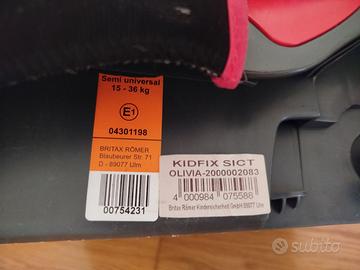 Semi universal
15 - 36 kg
E1
04301198
BRITAX RÖMER
Blaubeurer Str. 71
D - 89077 Ulm
00754231
KIDFIX SICT
OLIVIA-2000002083
4 000984 075588
Britax Römer Kindersicherheit GmbH 89077 Ulm
subito